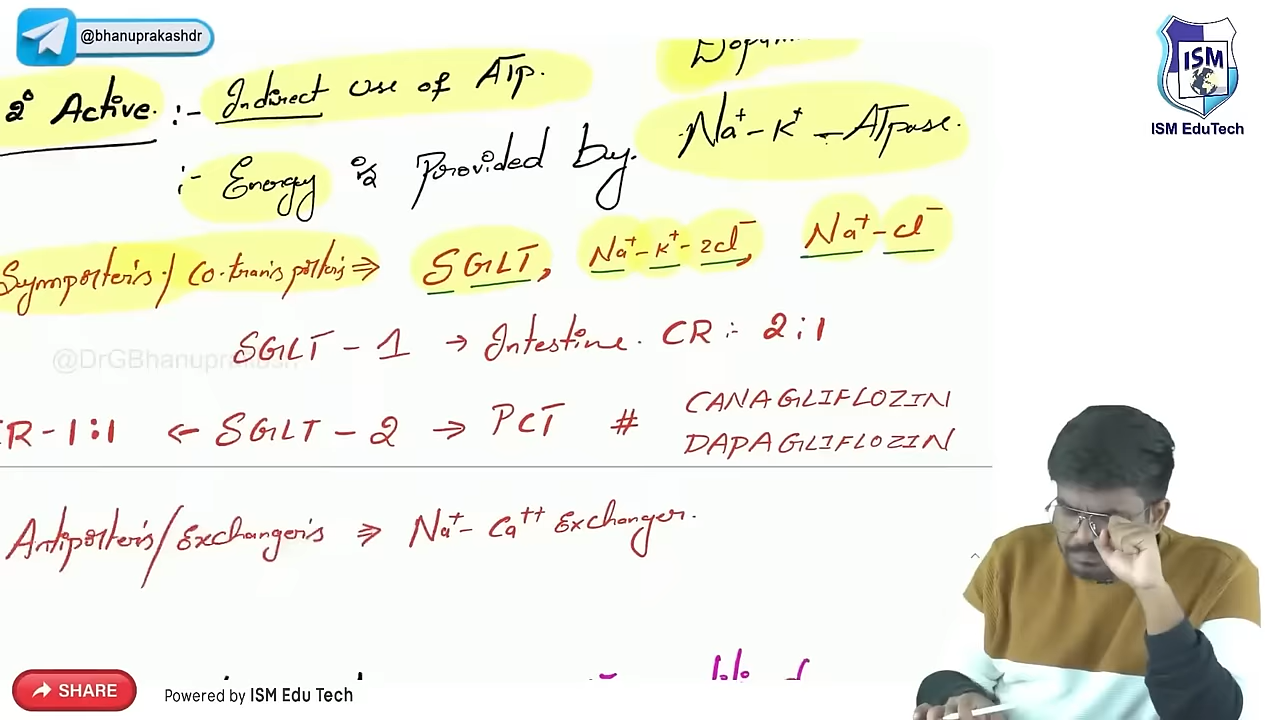 @bhanuprakashdr
ISM
ISM EduTech
2° Active :- Indirect use of ATP.
:- Energy is Provided by. Na⁺-K⁺-ATpase.
Symporters / Co-transporters ⇒ SGLT, Na⁺-K⁺-2cl⁻, Na⁺-cl⁻
SGLT-1 → Intestine. CR :- 2:1
@DrGBhanuprakash
R-1:1 ← SGLT-2 → PCT # CANAGLIFLOZIN
DAPAGLIFLOZIN
Antiporters/Exchangers ⇒ Na⁺- Ca⁺⁺ Exchanger.
SHARE
Powered by ISM Edu Tech